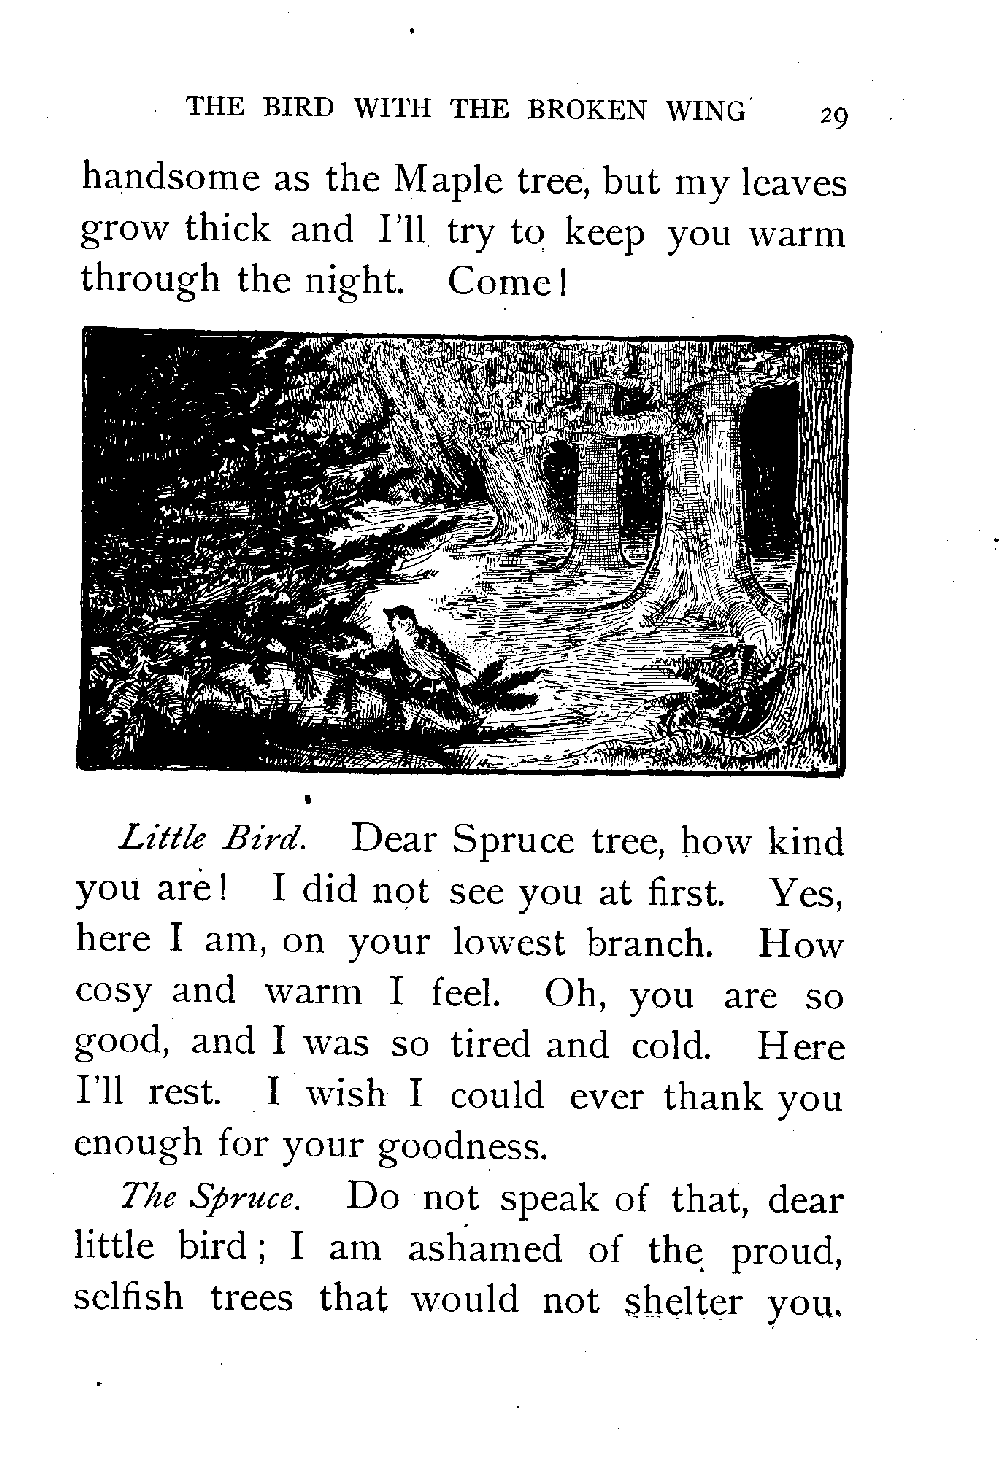 THE BIRD WITH THE BROKEN WING 29
handsome as the Maple tree, but my leaves
grow thick and I'll try to keep you warm
through the night. Come!
Little Bird. Dear Spruce tree, how kind
you are! I did not see you at first. Yes,
here I am, on your lowest branch. How
cosy and warm I feel. Oh, you are so
good, and I was so tired and cold. Here
I'll rest. I wish I could ever thank you
enough for your goodness.
The Spruce. Do not speak of that, dear
little bird; I am ashamed of the proud,
selfish trees that would not shelter you.